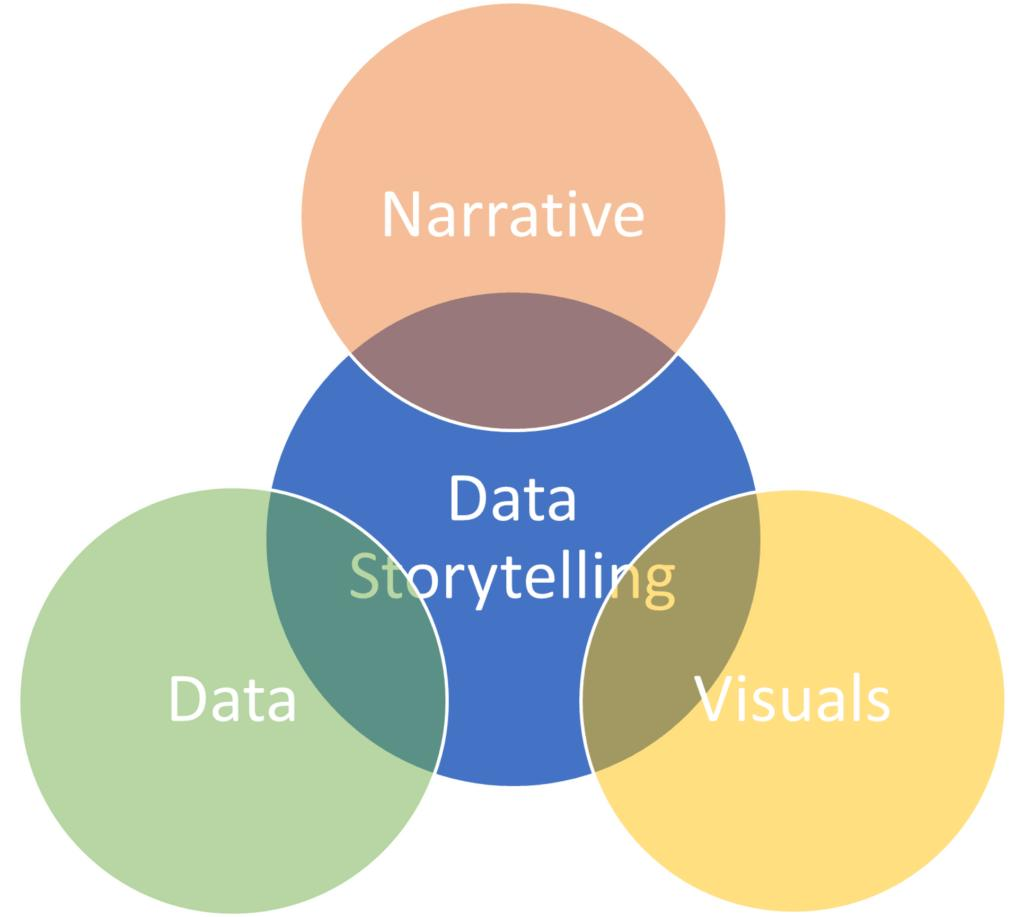 Narrative
Data
Storytelling
Data
Visuals